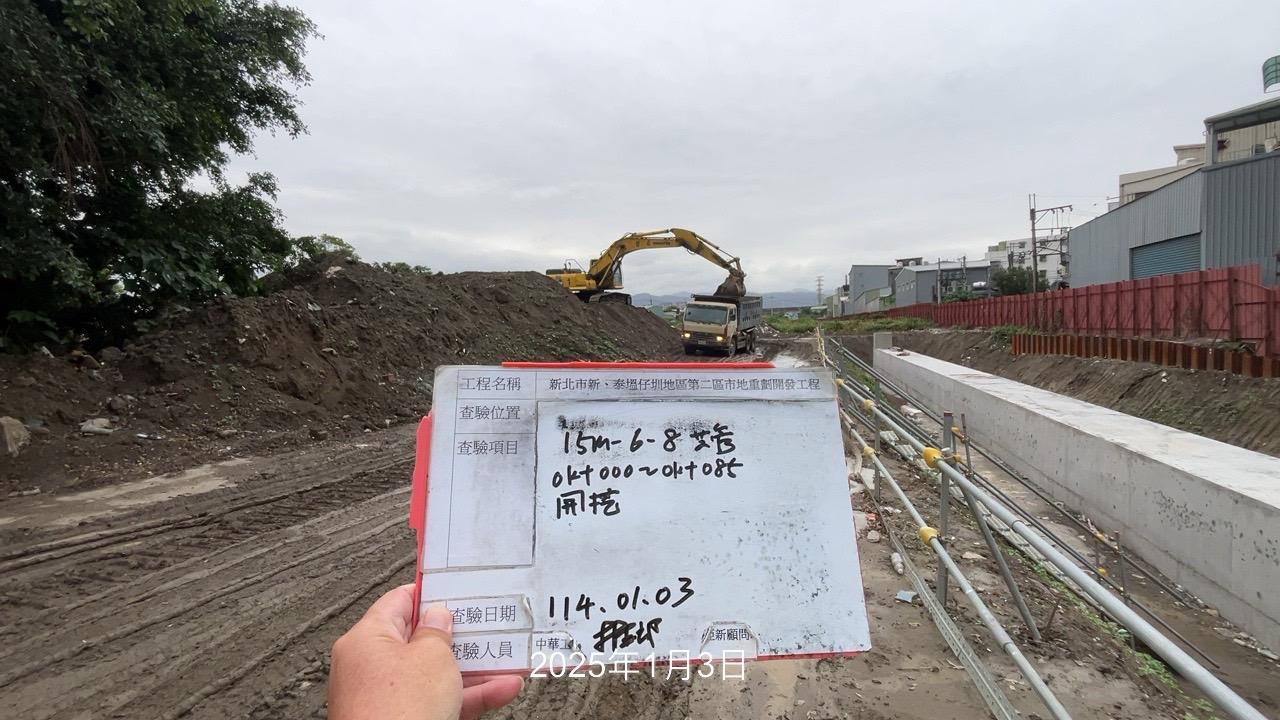 工程名稱 新北市新、泰塭仔圳地區第二區市地重劃開發工程
查驗位置
查驗項目
15m-6-8
0k+000~0k+085
開挖
查驗日期 114.01.03
查驗人員 中華工 新顧問
2025年1月3日